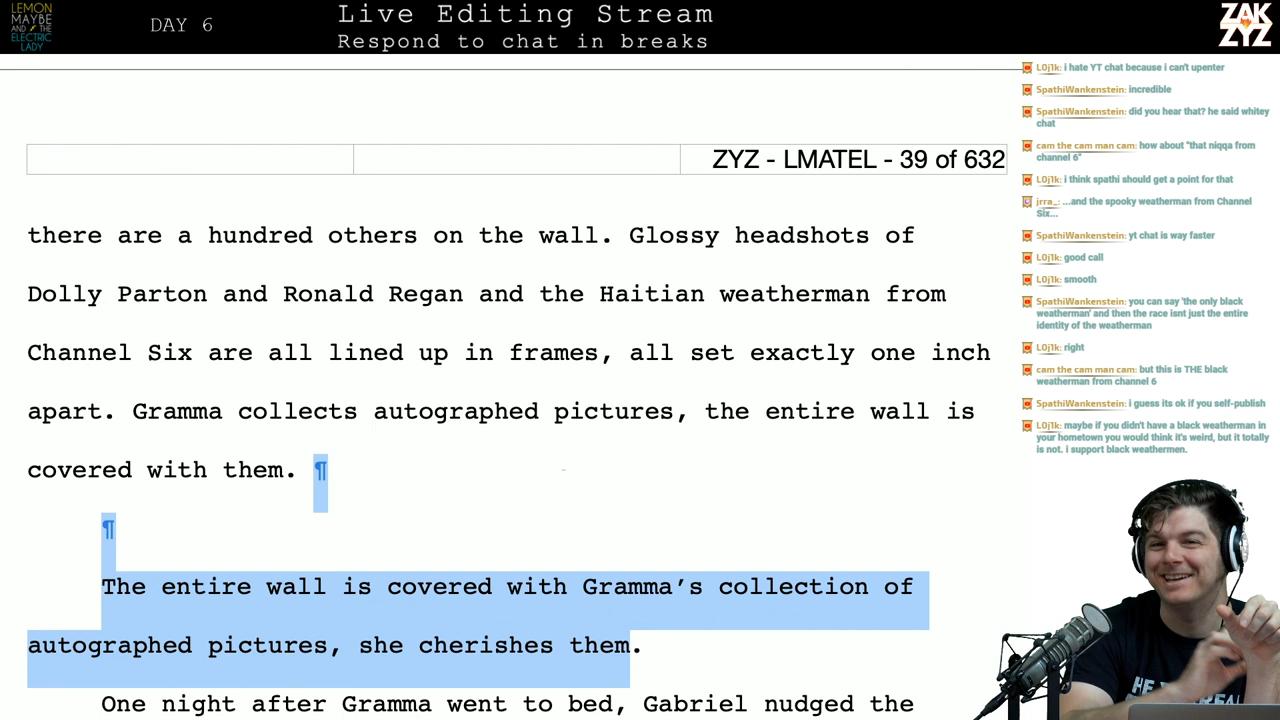 LEMON
MAYBE
AND THE
ELECTRIC
LADY
DAY 6
Live Editing Stream
Respond to chat in breaks
ZAK
ZYZ
ZYZ - LMATEL - 39 of 632
there are a hundred others on the wall. Glossy headshots of
Dolly Parton and Ronald Regan and the Haitian weatherman from
Channel Six are all lined up in frames, all set exactly one inch
apart. Gramma collects autographed pictures, the entire wall is
covered with them. ¶
¶
The entire wall is covered with Gramma’s collection of
autographed pictures, she cherishes them.
One night after Gramma went to bed, Gabriel nudged the
L0j1k: i hate YT chat because i can't upenter
SpathiWankenstein: incredible
SpathiWankenstein: did you hear that? he said whitey
chat
cam the cam man cam: how about "that niqqa from
channel 6"
L0j1k: i think spathi should get a point for that
jrra_: ...and the spooky weatherman from Channel
Six...
SpathiWankenstein: yt chat is way faster
L0j1k: good call
L0j1k: smooth
SpathiWankenstein: you can say 'the only black
weatherman' and then the race isnt just the entire
identity of the weatherman
L0j1k: right
cam the cam man cam: but this is THE black
weatherman from channel 6
SpathiWankenstein: i guess its ok if you self-publish
L0j1k: maybe if you didn't have a black weatherman in
your hometown you would think it's weird, but it totally
is not. i support black weathermen.